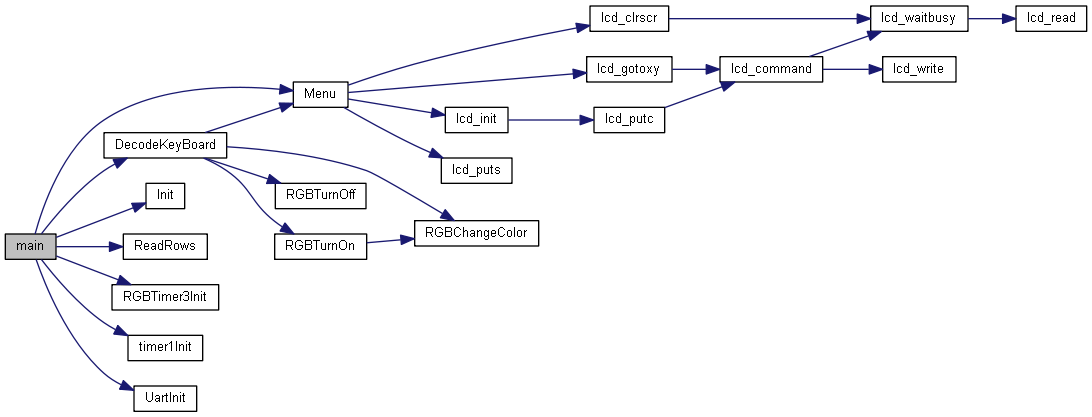 lcd_clrscr
lcd_waitbusy
lcd_read
lcd_gotoxy
lcd_command
lcd_write
Menu
lcd_init
lcd_putc
DecodeKeyBoard
lcd_puts
Init
RGBTurnOff
RGBChangeColor
main
ReadRows
RGBTurnOn
RGBTimer3Init
timer1Init
UartInit